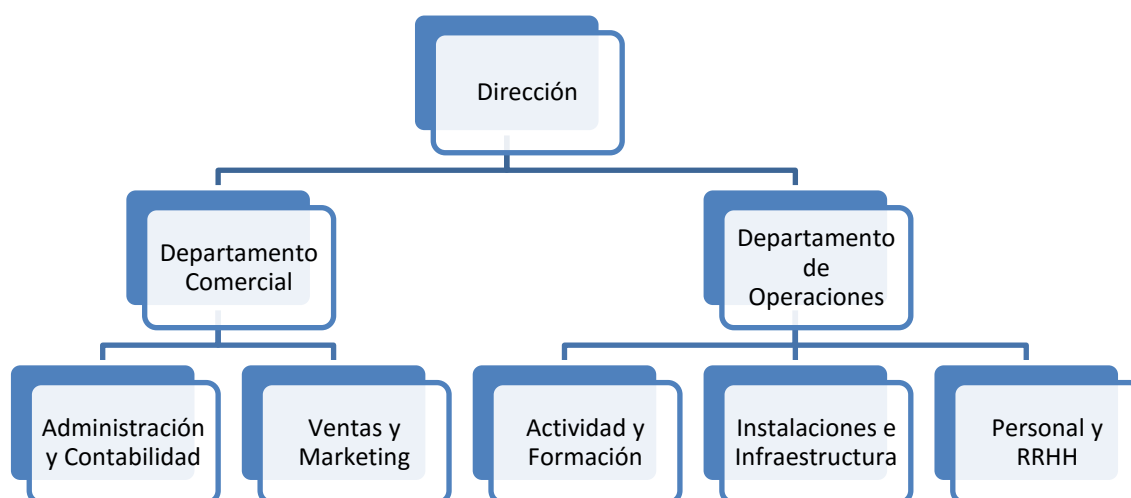 Dirección
Departamento
Comercial
Departamento
de
Operaciones
Administración
y Contabilidad
Ventas y
Marketing
Actividad y
Formación
Instalaciones e
Infraestructura
Personal y
RRHH